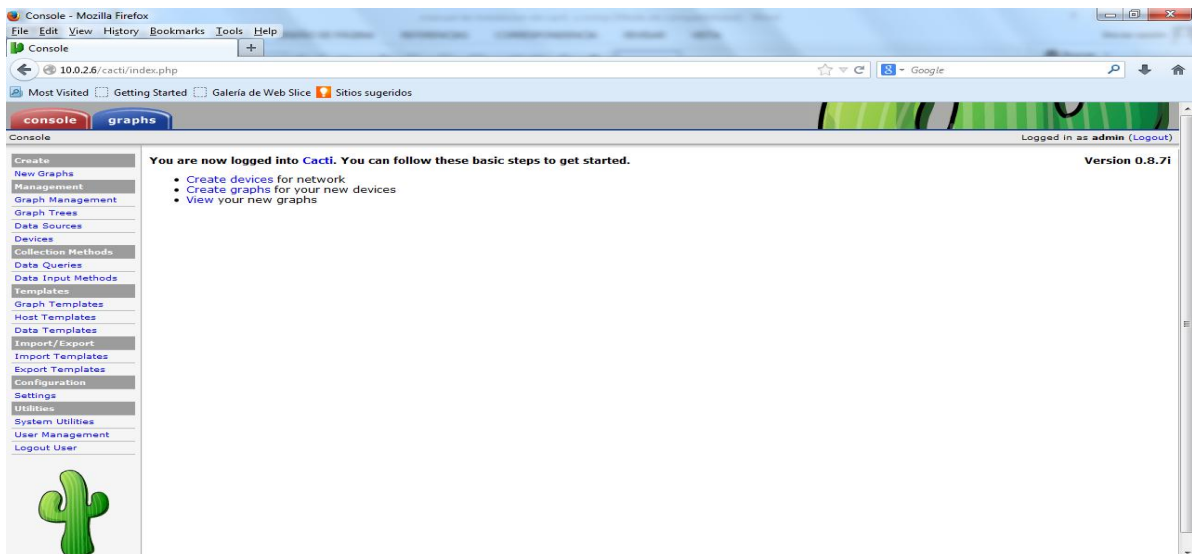 Console - Mozilla Firefox
File Edit View History Bookmarks Tools Help
Console +
10.0.2.6/cacti/index.php
8 Google
Most Visited Getting Started Galería de Web Slice Sitios sugeridos
console graphs
Console Logged in as admin (Logout)
Create
New Graphs
Management
Graph Management
Graph Trees
Data Sources
Devices
Collection Methods
Data Queries
Data Input Methods
Templates
Graph Templates
Host Templates
Data Templates
Import/Export
Import Templates
Export Templates
Configuration
Settings
Utilities
System Utilities
User Management
Logout User
You are now logged into Cacti. You can follow these basic steps to get started. Version 0.8.7i
• Create devices for network
• Create graphs for your new devices
• View your new graphs